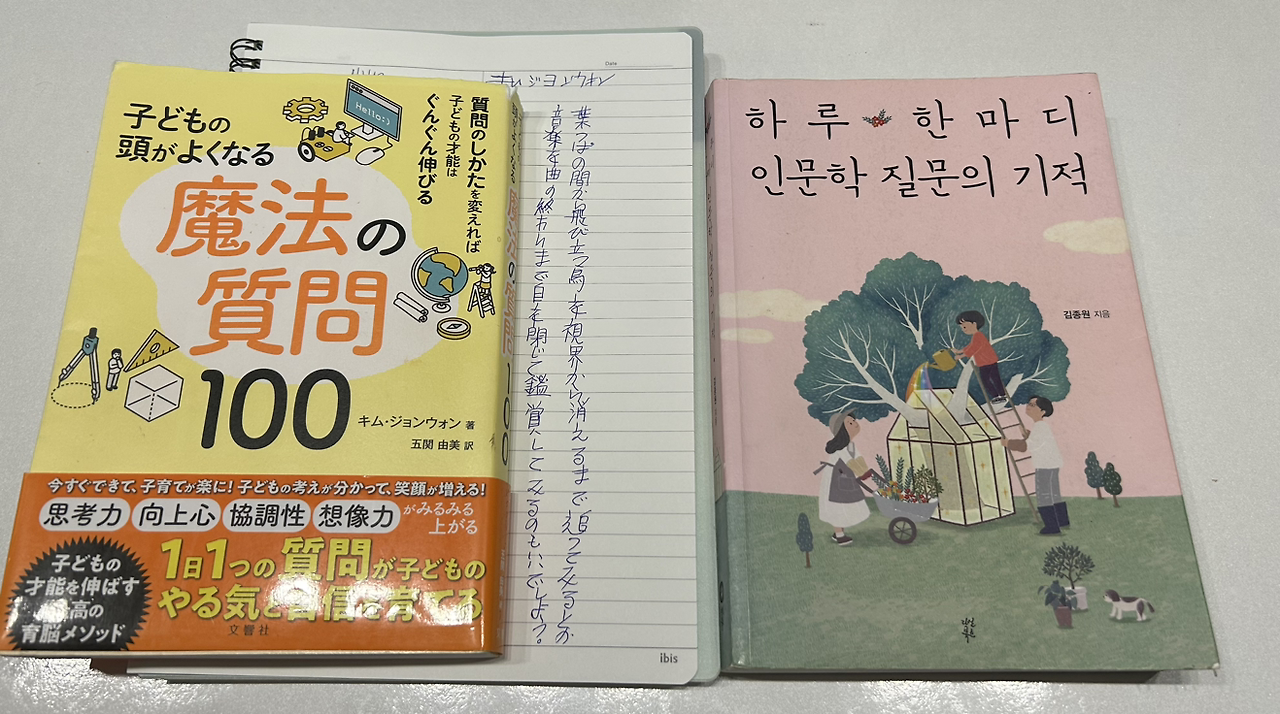 子どもの
頭がよくなる
魔法の
質問
100
質問のしかたを変えれば
子どもの才能は
ぐんぐん伸びる
Hello:)
キム・ジョンウォン 著
五関 由美 訳
今すぐできて、子育てが楽に! 子どもの考えが分かって、笑顔が増える!
思考力 向上心 協調性 想像力 がみるみる
上がる
子どもの
才能を伸ばす
高の
育脳メソッド
1日1つの質問が子どもの
やる気と自信を育てる
文響社
魔法の質問 100
Date
キム ジョンウォン
葉っぱの間から飛び立つ鳥を視界から消えるまで追ってみるとか
音楽を曲の終わりまで目を閉じて鑑賞してみるのもいいでしょう?
ibis
하루 한마디
인문학 질문의 기적
김종원 지음